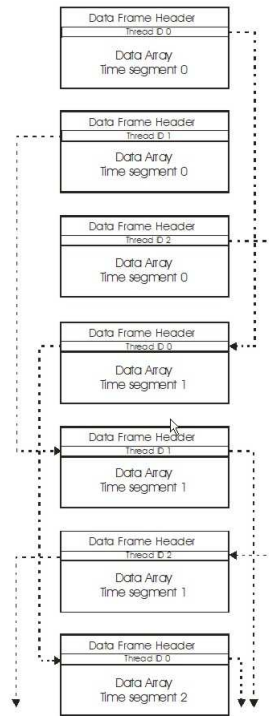 Data Frame Header
Thread ID 0
Data Array
Time segment 0
Data Frame Header
Thread ID 1
Data Array
Time segment 0
Data Frame Header
Thread ID 2
Data Array
Time segment 0
Data Frame Header
Thread ID 0
Data Array
Time segment 1
Data Frame Header
Thread ID 1
Data Array
Time segment 1
Data Frame Header
Thread ID 2
Data Array
Time segment 1
Data Frame Header
Thread ID 0
Data Array
Time segment 2